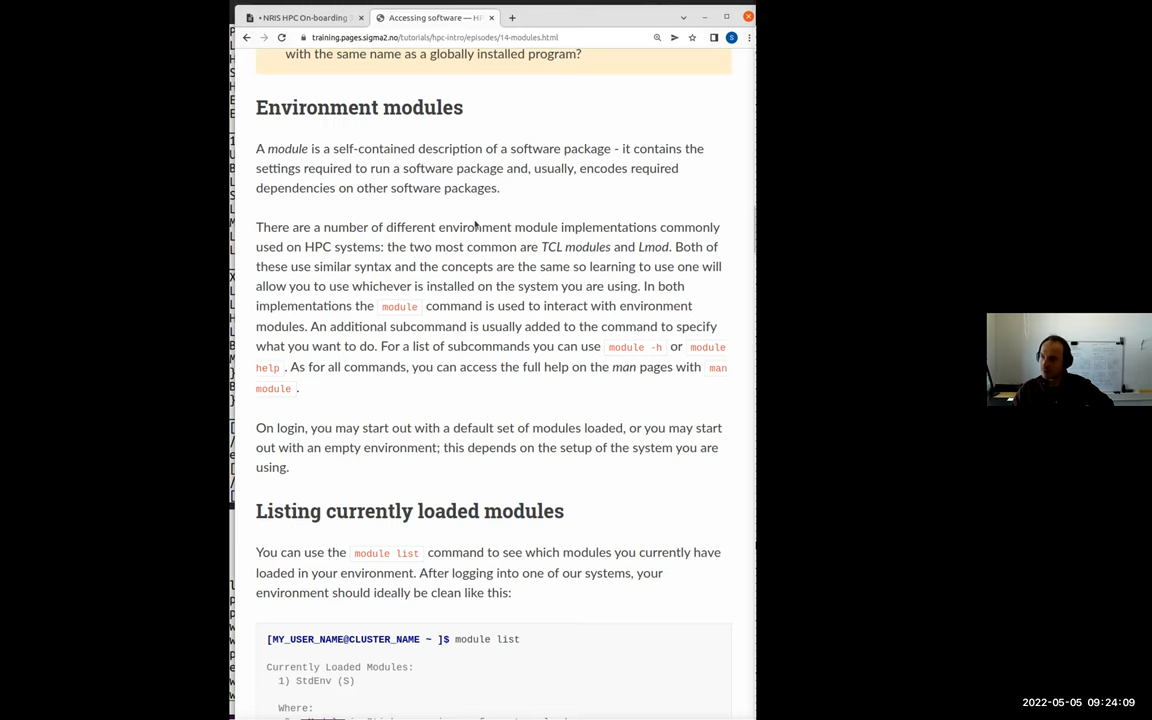 • NRIS HPC On-boarding
Accessing software — HP
training.pages.sigma2.no/tutorials/hpc-intro/episodes/14-modules.html
S
with the same name as a globally installed program?
Environment modules
A module is a self-contained description of a software package - it contains the
settings required to run a software package and, usually, encodes required
dependencies on other software packages.
There are a number of different environment module implementations commonly
used on HPC systems: the two most common are TCL modules and Lmod. Both of
these use similar syntax and the concepts are the same so learning to use one will
allow you to use whichever is installed on the system you are using. In both
implementations the module command is used to interact with environment
modules. An additional subcommand is usually added to the command to specify
what you want to do. For a list of subcommands you can use module -h or module
help . As for all commands, you can access the full help on the man pages with man
module .
On login, you may start out with a default set of modules loaded, or you may start
out with an empty environment; this depends on the setup of the system you are
using.
Listing currently loaded modules
You can use the module list command to see which modules you currently have
loaded in your environment. After logging into one of our systems, your
environment should ideally be clean like this:
[MY_USER_NAME@CLUSTER_NAME ~ ]$ module list
Currently Loaded Modules:
1) StdEnv (S)
Where:
2022-05-05 09:24:09